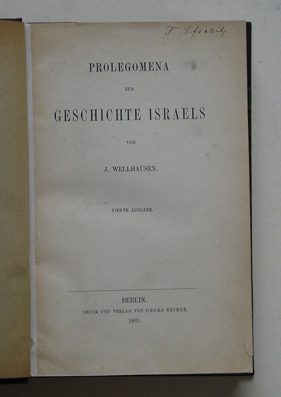 PROLEGOMENA
ZUR
GESCHICHTE ISRAELS
VON
J. WELLHAUSEN.
VIERTE AUSGABE.
BERLIN.
DRUCK UND VERLAG VON GEORG REIMER.
1895.